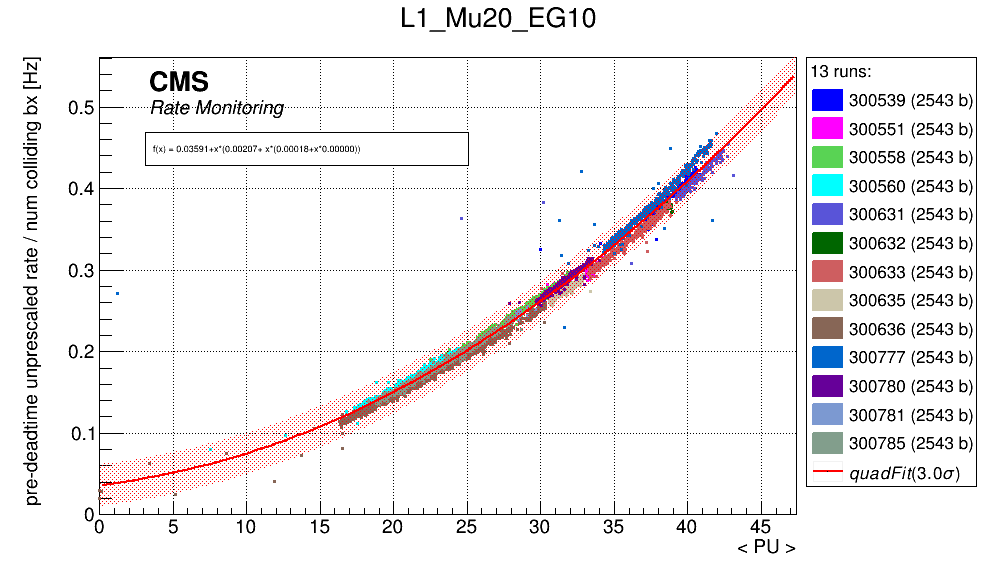 L1_Mu20_EG10
pre-deadtime unprescaled rate / num colliding bx [Hz]
CMS
Rate Monitoring
f(x) = 0.03591+x*(0.00207+ x*(0.00018+x*0.00000))
0.5
0.4
0.3
0.2
0.1
0
0 5 10 15 20 25 30 35 40 45
< PU >
13 runs:
300539 (2543 b)
300551 (2543 b)
300558 (2543 b)
300560 (2543 b)
300631 (2543 b)
300632 (2543 b)
300633 (2543 b)
300635 (2543 b)
300636 (2543 b)
300777 (2543 b)
300780 (2543 b)
300781 (2543 b)
300785 (2543 b)
quadFit(3.0σ)